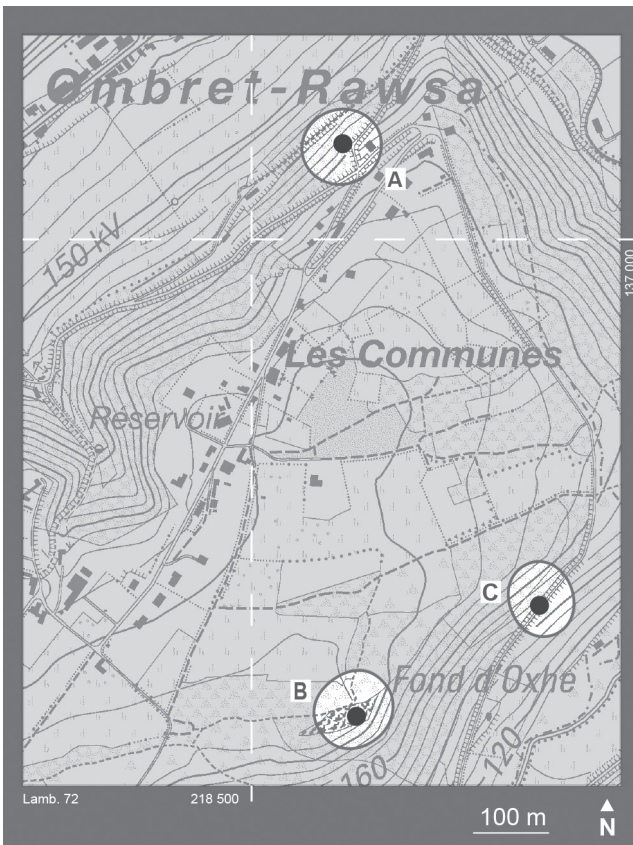 Ombret-Rawsa
A
150 kV
137 000
Les Communes
Réservoir
C
B
Fond d'Oxhe
160
120
Lamb. 72
218 500
100 m
N